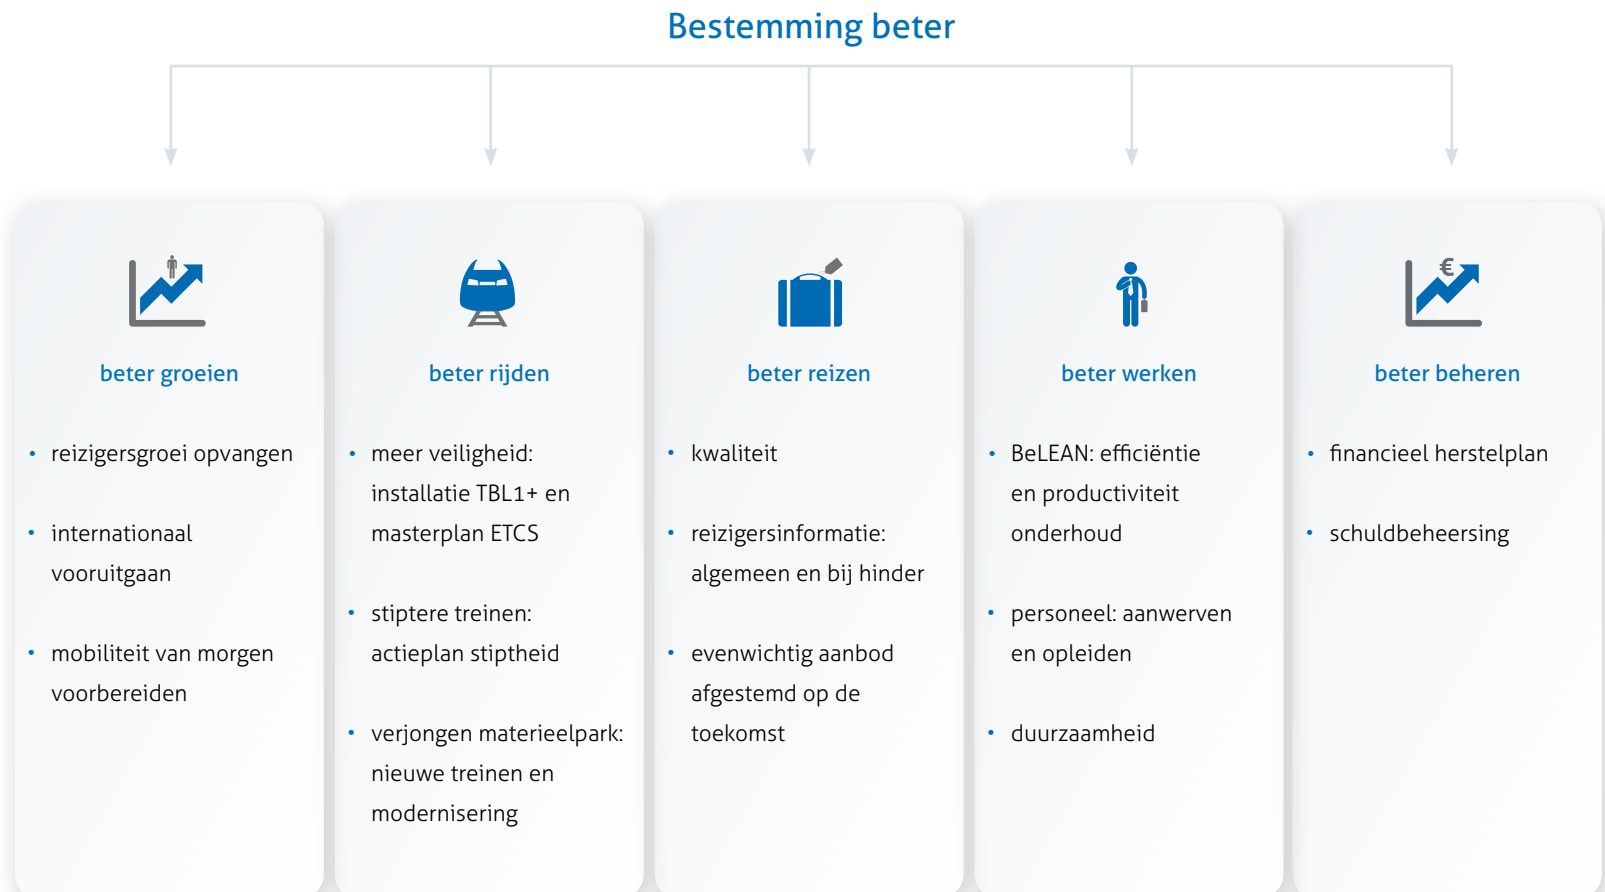 Bestemming beter
€
beter groeien
• reizigersgroei opvangen
• internationaal
vooruitgaan
• mobiliteit van morgen
voorbereiden
beter rijden
• meer veiligheid:
installatie TBL1+ en
masterplan ETCS
• stiptere treinen:
actieplan stiptheid
• verjongen materieelpark:
nieuwe treinen en
modernisering
beter reizen
• kwaliteit
• reizigersinformatie:
algemeen en bij hinder
• evenwichtig aanbod
afgestemd op de
toekomst
beter werken
• BeLEAN: efficiëntie
en productiviteit
onderhoud
• personeel: aanwerven
en opleiden
• duurzaamheid
beter beheren
• financieel herstelplan
• schuldbeheersing